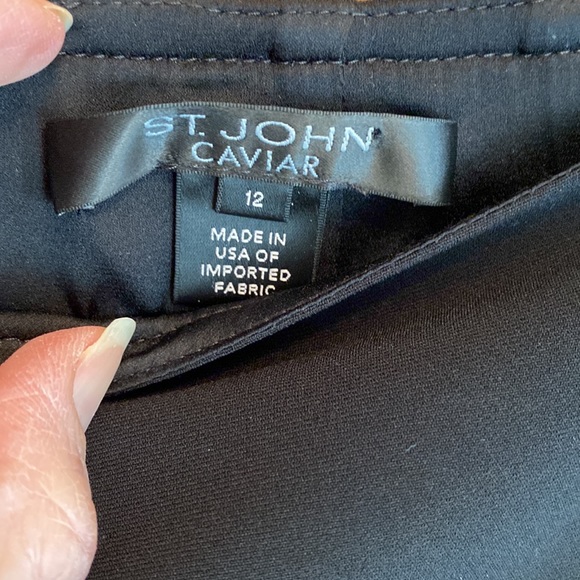 ST. JOHN
CAVIAR
12
MADE IN
USA OF
IMPORTED
FABRIC